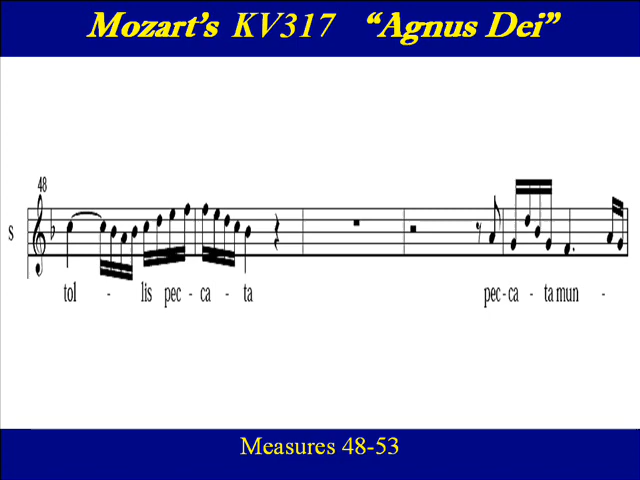 Mozart's KV317 “Agnus Dei”
48
S
tol - lis pec - ca - ta pec - ca - ta mun -
Measures 48-53